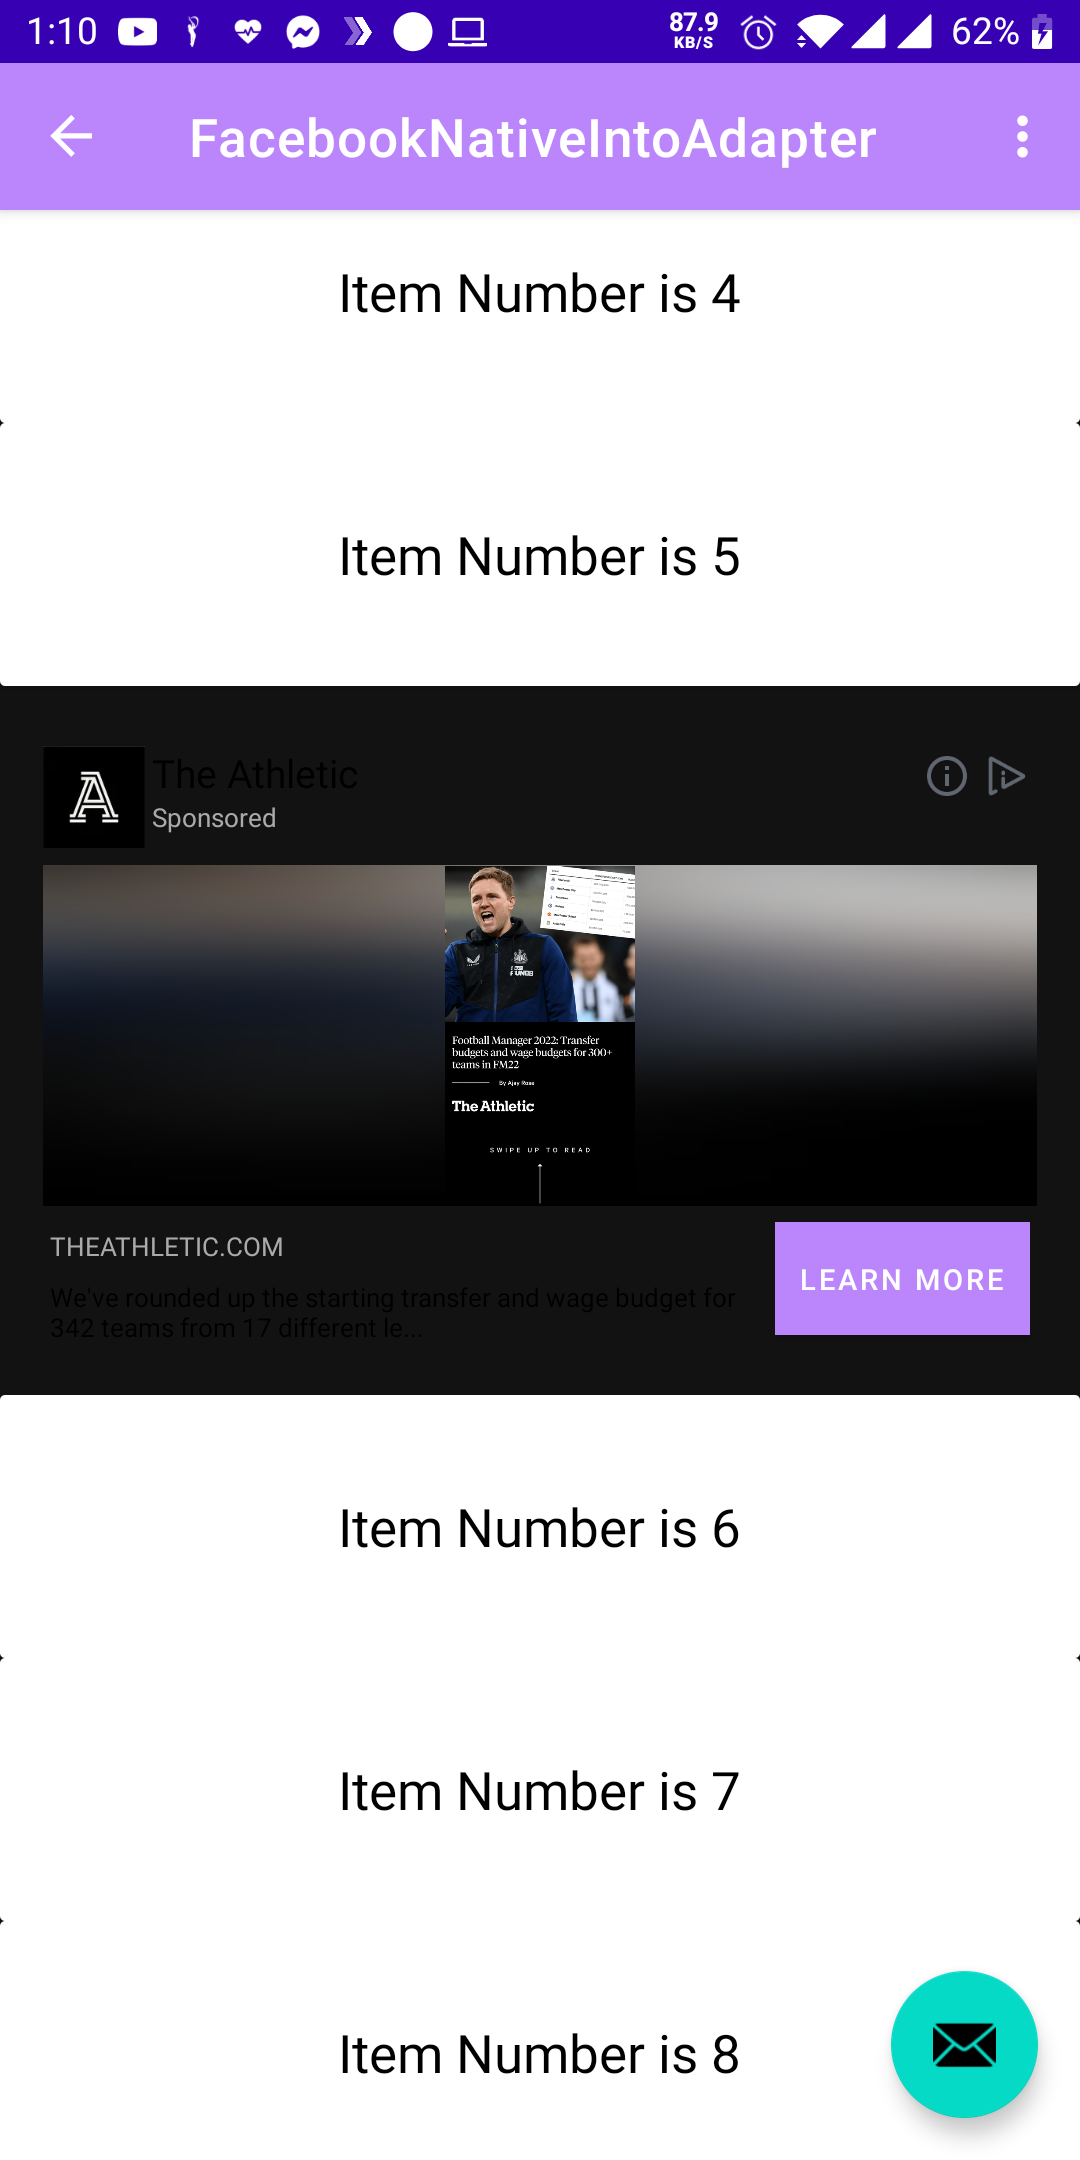 1:10
87.9
KB/S
62%
FacebookNativeIntoAdapter
Item Number is 4
Item Number is 5
The Athletic
Sponsored
Football Manager 2022: Transfer
budgets and wage budgets for 300+
teams in FM22
By Ajay Rose
The Athletic
SWIPE UP TO READ
THEATHLETIC.COM
We've rounded up the starting transfer and wage budget for
342 teams from 17 different le...
LEARN MORE
Item Number is 6
Item Number is 7
Item Number is 8